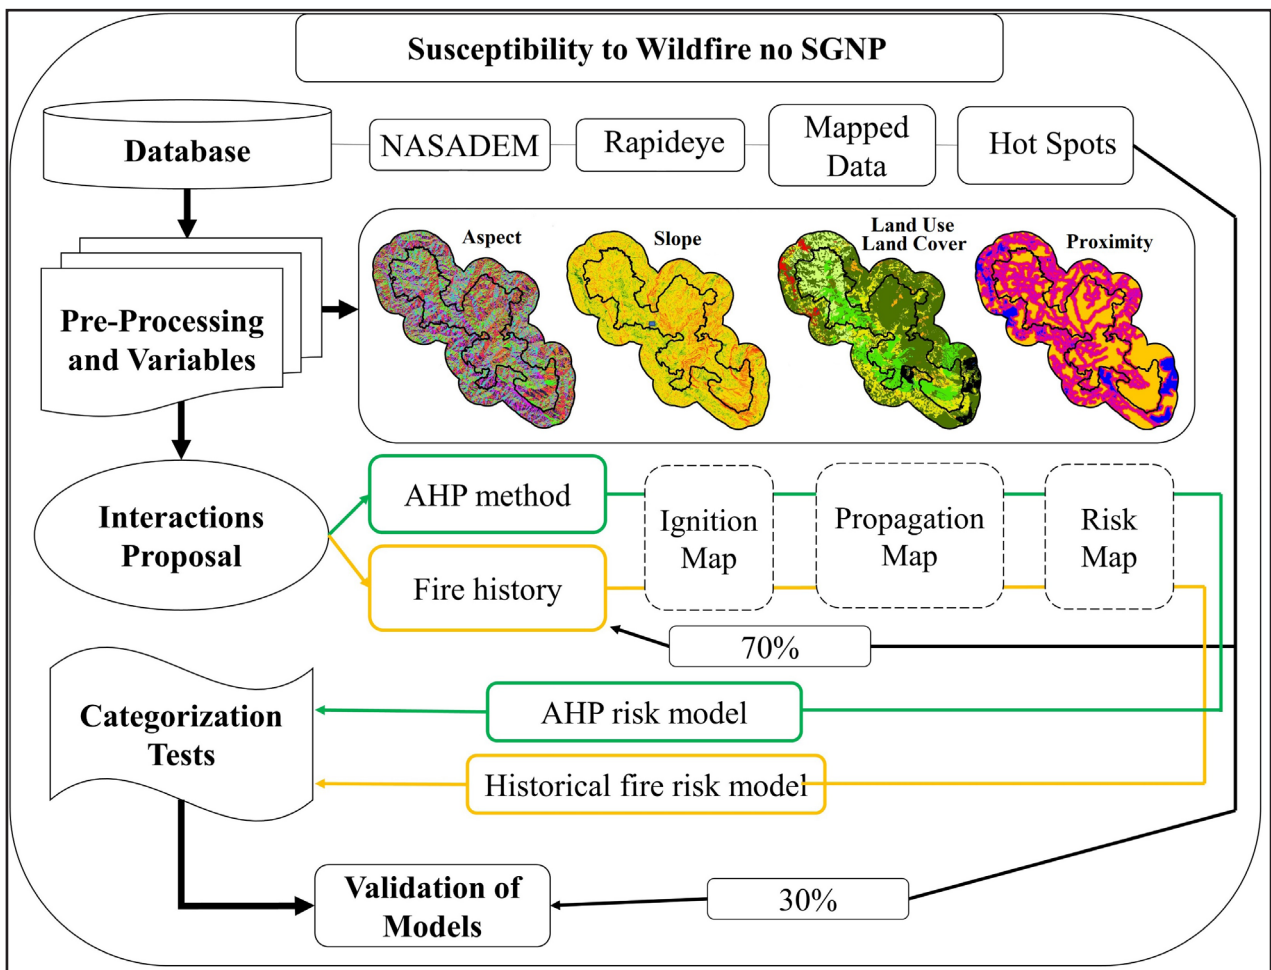 Susceptibility to Wildfire no SGNP
Database
NASADEM
Rapideye
Mapped
Data
Hot Spots
Pre-Processing
and Variables
Aspect
Slope
Land Use
Land Cover
Proximity
Interactions
Proposal
AHP method
Fire history
Ignition
Map
Propagation
Map
Risk
Map
70%
Categorization
Tests
AHP risk model
Historical fire risk model
Validation of
Models
30%